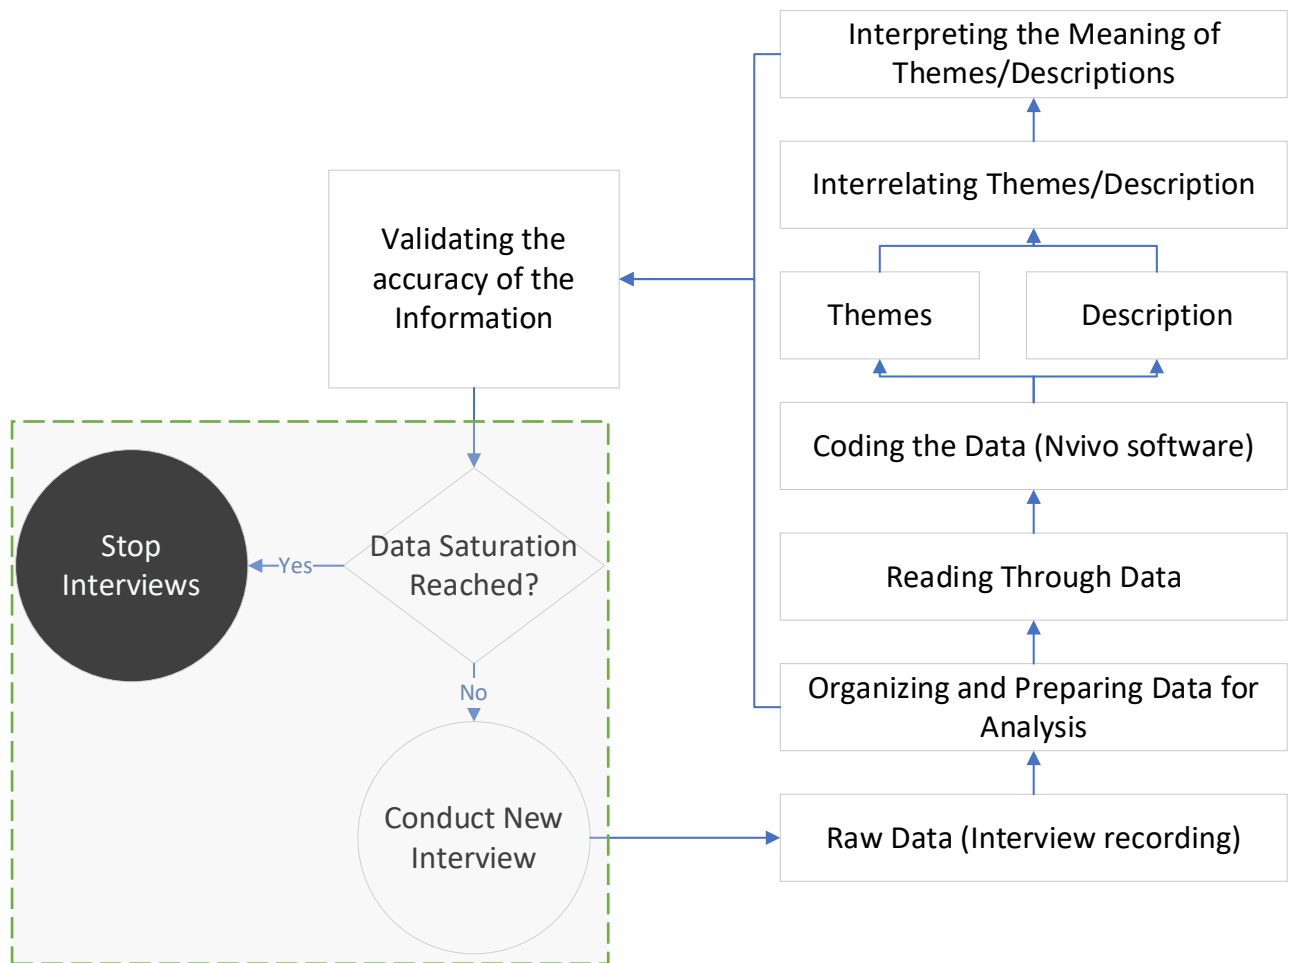 Interpreting the Meaning of
Themes/Descriptions
Interrelating Themes/Description
Validating the
accuracy of the
Information
Themes
Description
Coding the Data (Nvivo software)
Stop
Interviews
Yes
Data Saturation
Reached?
Reading Through Data
No
Organizing and Preparing Data for
Analysis
Conduct New
Interview
Raw Data (Interview recording)